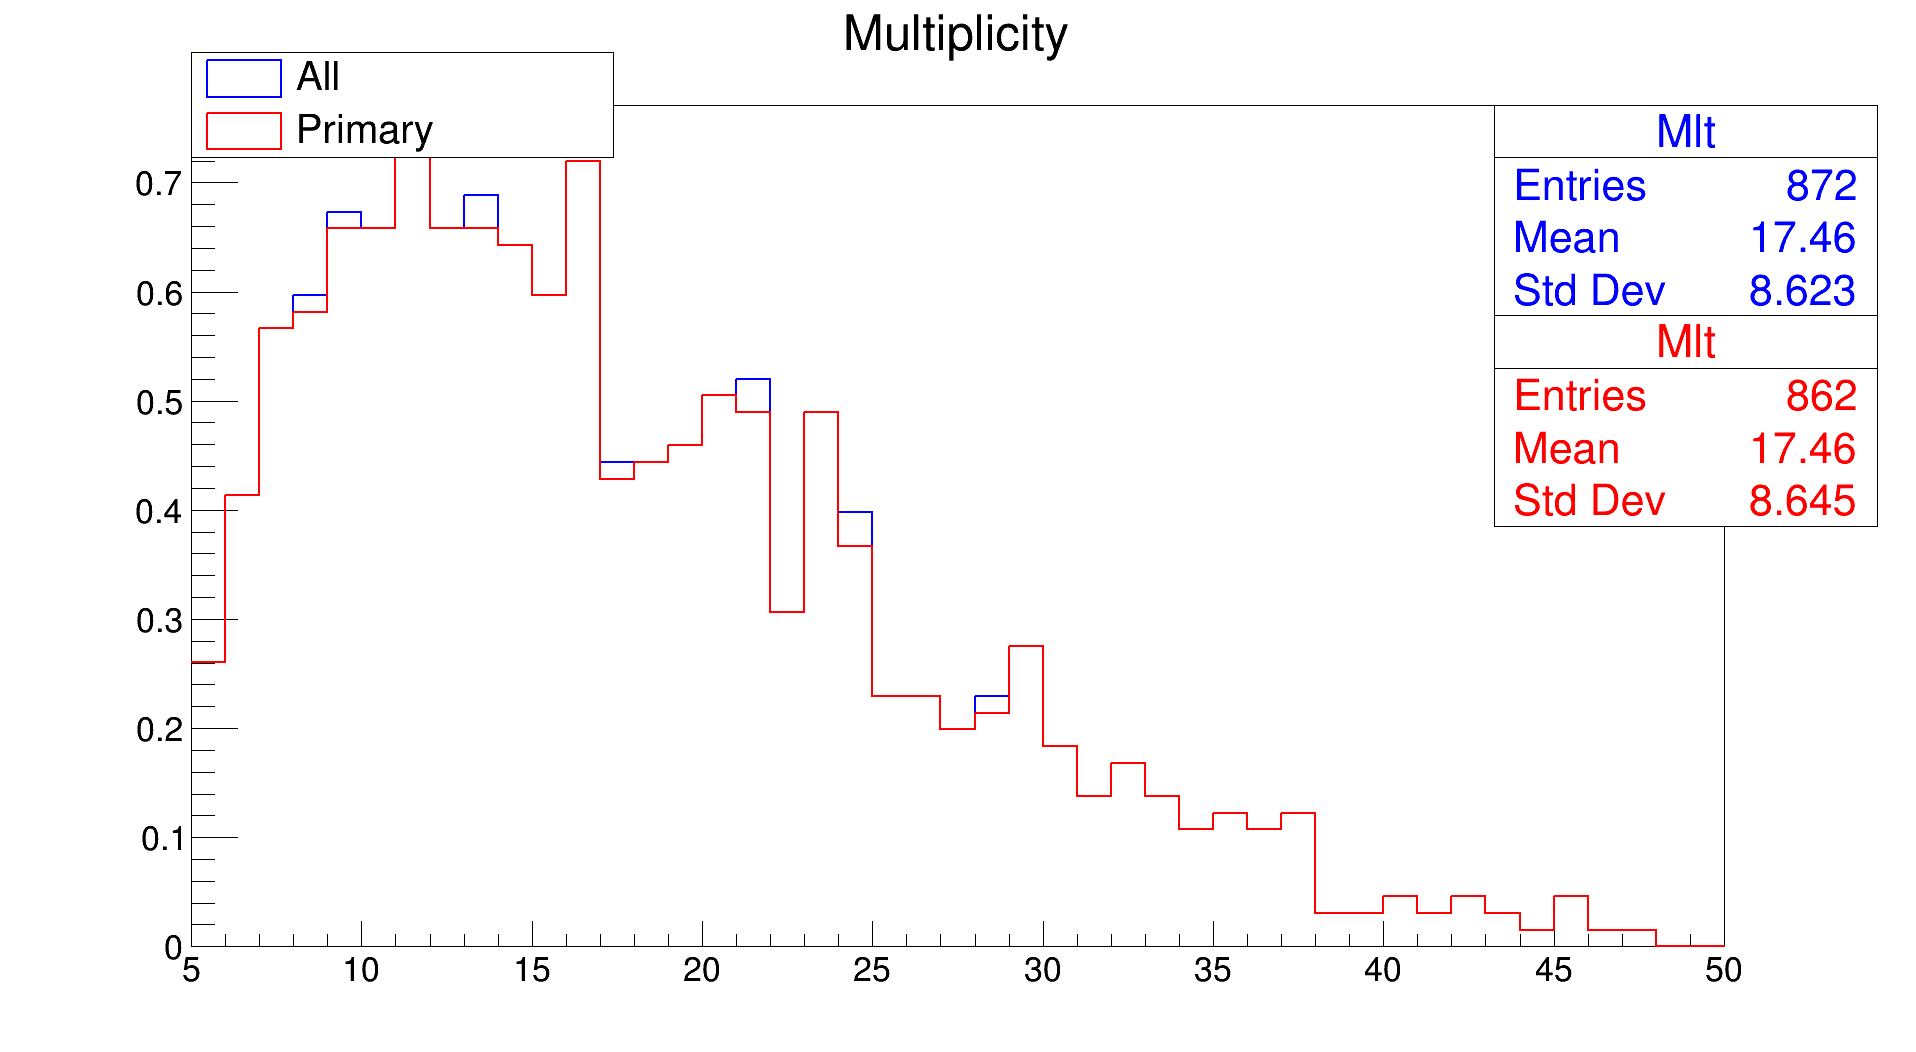 Multiplicity
All
Primary
Mlt
Entries 872
Mean 17.46
Std Dev 8.623
Mlt
Entries 862
Mean 17.46
Std Dev 8.645
0.7
0.6
0.5
0.4
0.3
0.2
0.1
0
5 10 15 20 25 30 35 40 45 50